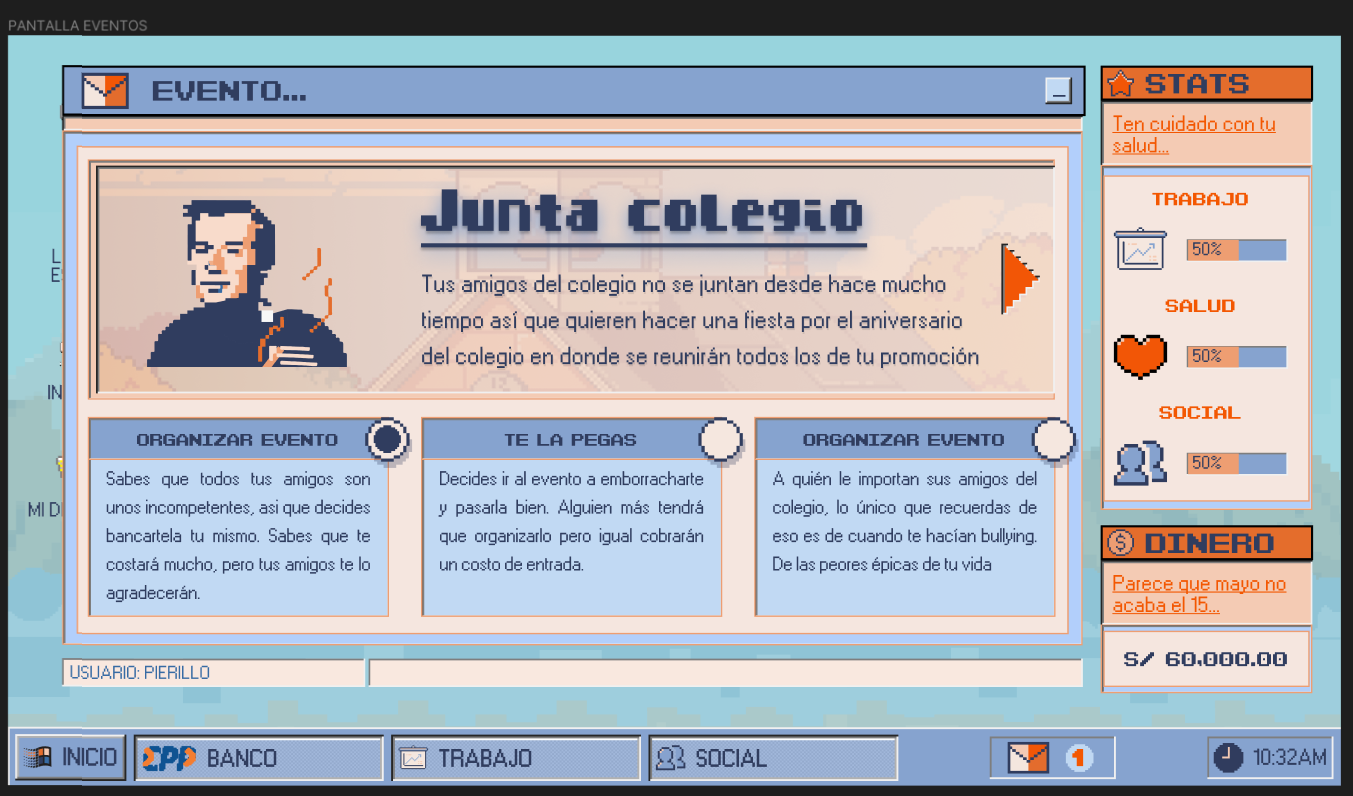 PANTALLA EVENTOS
EVENTO...
Junta colegio
Tus amigos del colegio no se juntan desde hace mucho
tiempo así que quieren hacer una fiesta por el aniversario
del colegio en donde se reunirán todos los de tu promoción
ORGANIZAR EVENTO
Sabes que todos tus amigos son
unos incompetentes, asi que decides
bancartela tu mismo. Sabes que te
costará mucho, pero tus amigos te lo
agradecerán.
TE LA PEGAS
Decides ir al evento a emborracharte
y pasarla bien. Alguien más tendrá
que organizarlo pero igual cobrarán
un costo de entrada.
ORGANIZAR EVENTO
A quién le importan sus amigos del
colegio, lo único que recuerdas de
eso es de cuando te hacían bullying.
De las peores épicas de tu vida
STATS
Ten cuidado con tu
salud...
TRABAJO
50%
SALUD
50%
SOCIAL
50%
DINERO
Parece que mayo no
acaba el 15...
S/ 60,000.00
L
E
IN
MI D
USUARIO: PIERILLO
INICIO
BANCO
TRABAJO
SOCIAL
1
10:32AM